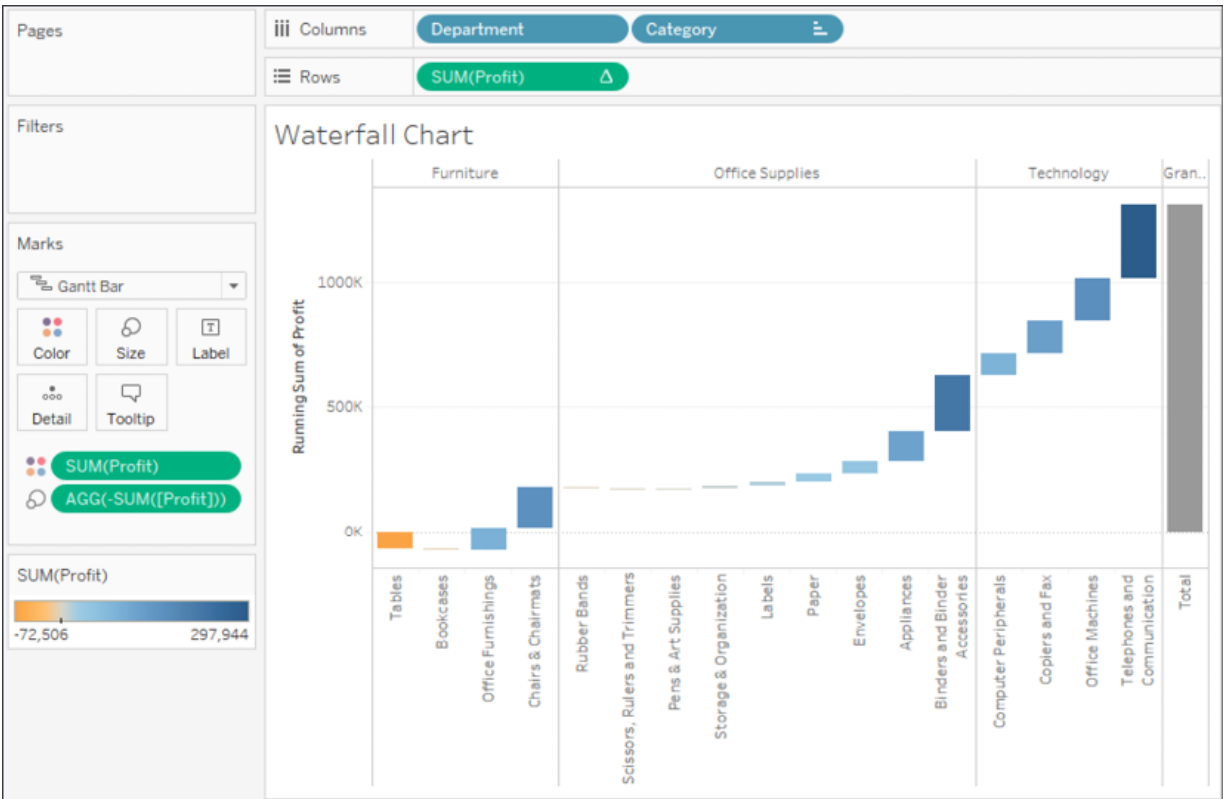 Pages
Columns
Department
Category
Rows
SUM(Profit)
Filters
Marks
Gantt Bar
Color
Size
T
Label
Detail
Tooltip
SUM(Profit)
AGG(-SUM([Profit]))
SUM(Profit)
-72,506
297,944
Waterfall Chart
Furniture
Office Supplies
Technology
Gran..
Running Sum of Profit
1000K
500K
0K
Tables
Bookcases
Office Furnishings
Chairs & Chairmats
Rubber Bands
Scissors, Rulers and Trimmers
Pens & Art Supplies
Storage & Organization
Labels
Paper
Envelopes
Appliances
Binders and Binder
Accessories
Computer Peripherals
Copiers and Fax
Office Machines
Telephones and
Communication
Total